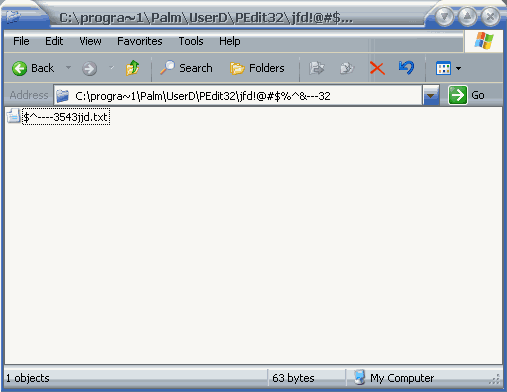 C:\progra~1\Palm\UserD\PEdit32\jfd!@#$...
File Edit View Favorites Tools Help
Back Search Folders
Address C:\progra~1\Palm\UserD\PEdit32\jfd!@#$%^&---32 Go
$^----3543jjd.txt
1 objects 63 bytes My Computer